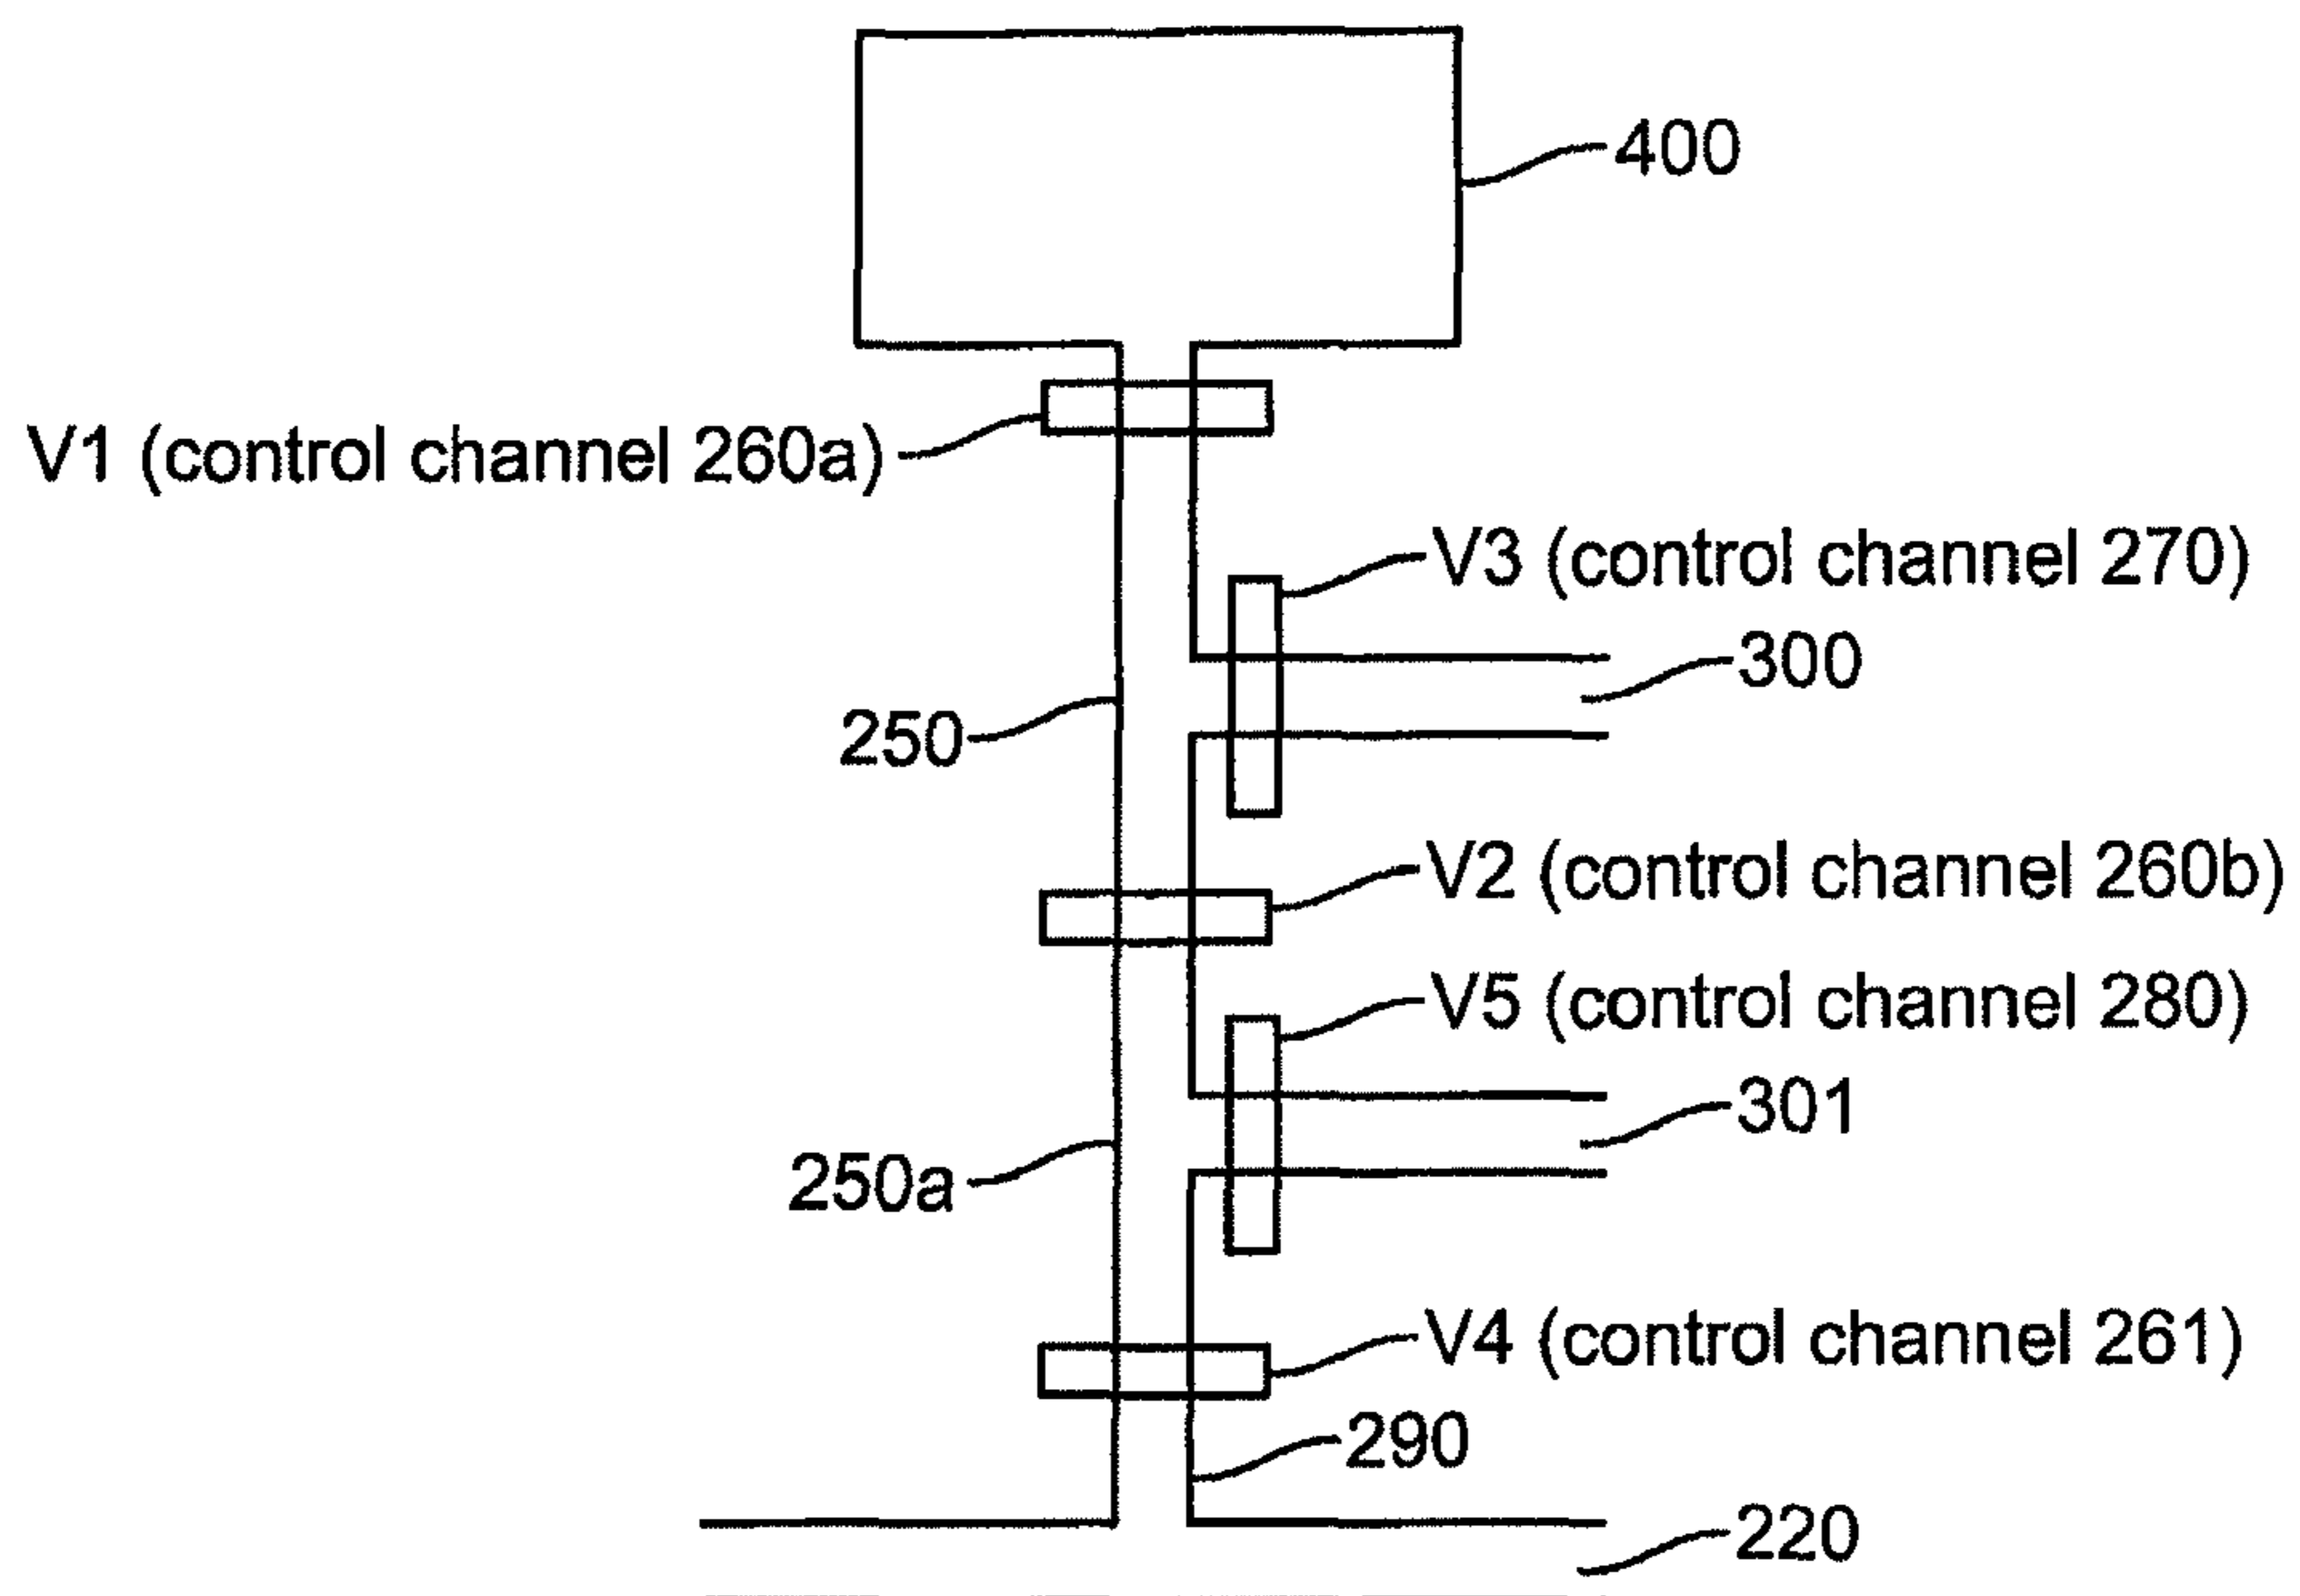 400
V1 (control channel 260a)
V3 (control channel 270)
300
250
V2 (control channel 260b)
V5 (control channel 280)
301
250a
V4 (control channel 261)
290
220